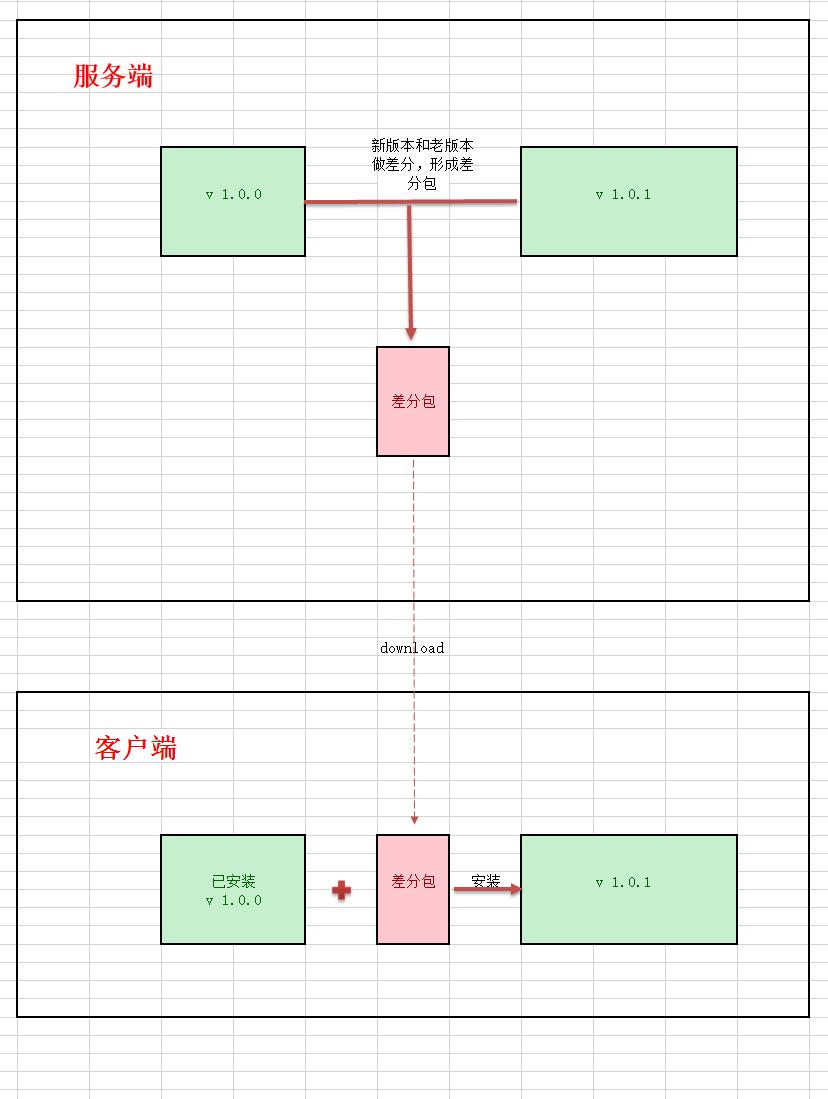 服务端
新版本和老版本
做差分，形成差
分包
v 1.0.0
v 1.0.1
差分包
download
客户端
已安装
v 1.0.0
差分包
安装
v 1.0.1